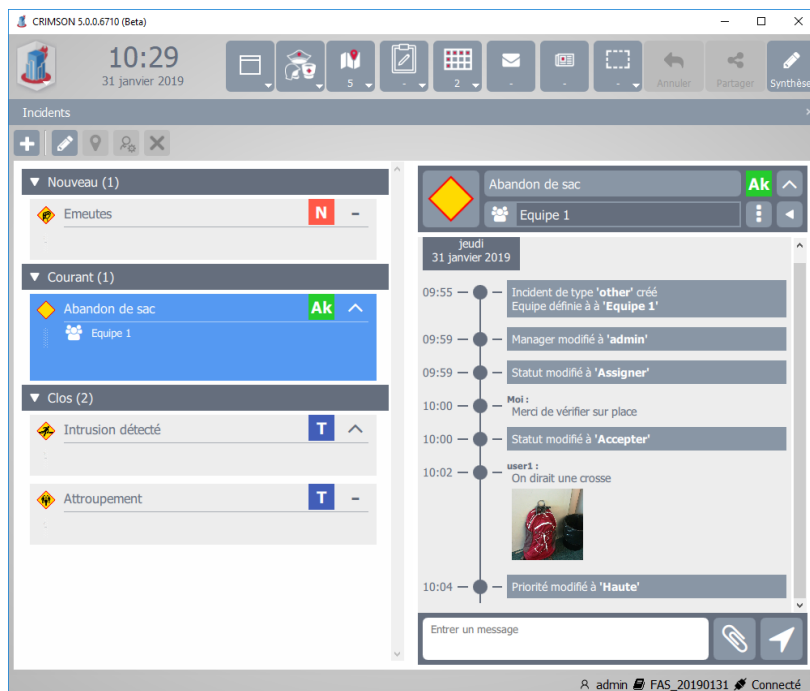 CRIMSON 5.0.0.6710 (Beta)
10:29
31 janvier 2019
5
-
2
-
-
-
Annuler
Partager
Synthèse
Incidents
Nouveau (1)
Emeutes
N
Courant (1)
Abandon de sac
Ak
Equipe 1
Clos (2)
Intrusion détecté
T
Attroupement
T
Abandon de sac
Ak
Equipe 1
jeudi
31 janvier 2019
09:55
Incident de type 'other' créé
Equipe définie à à 'Equipe 1'
09:59
Manager modifié à 'admin'
09:59
Statut modifié à 'Assigner'
10:00
Moi :
Merci de vérifier sur place
10:00
Statut modifié à 'Accepter'
10:02
user1 :
On dirait une crosse
10:04
Priorité modifié à 'Haute'
Entrer un message
admin FAS_20190131 Connecté